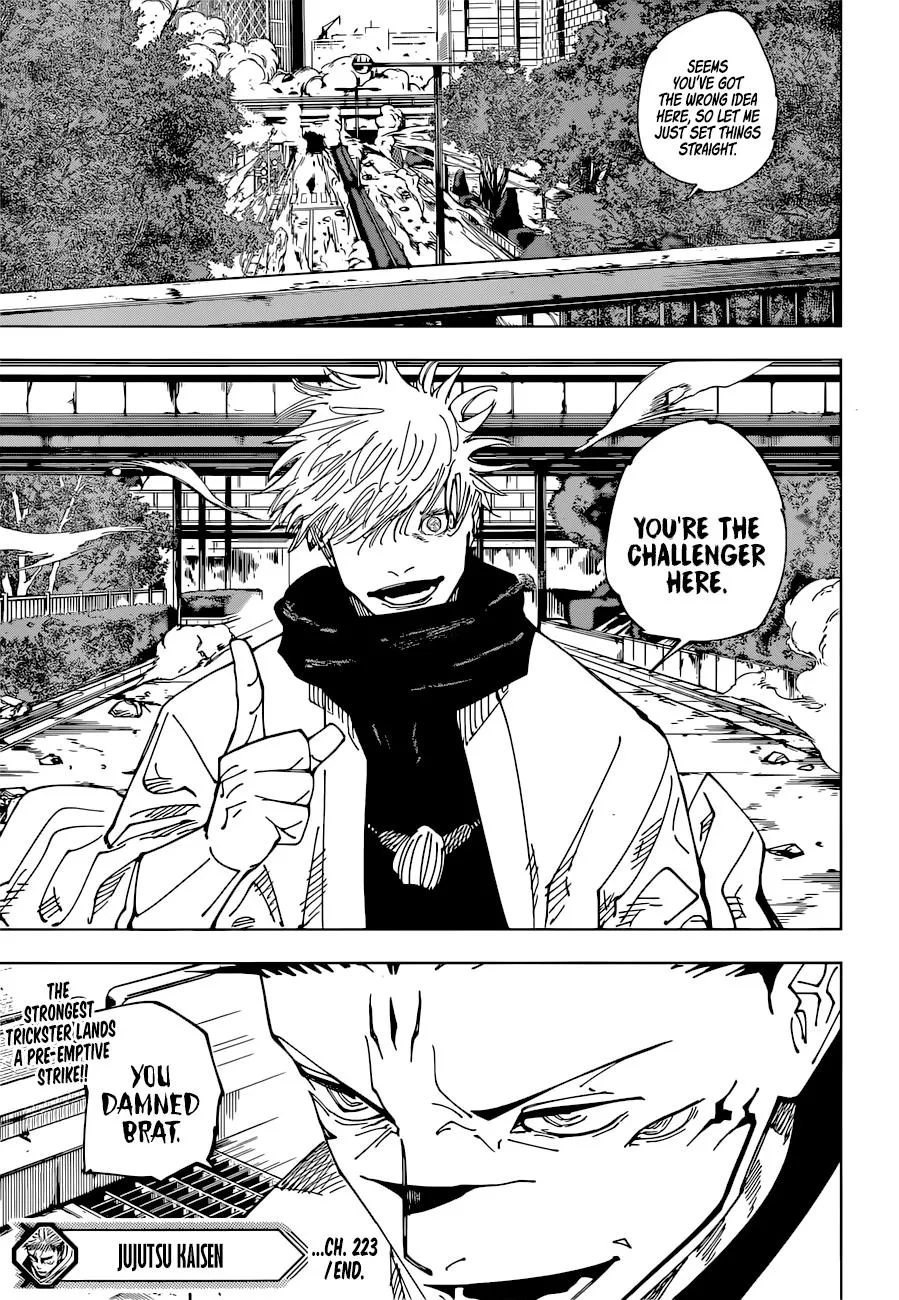 SEEMS
YOU'VE GOT
THE WRONG IDEA
HERE, SO LET ME
JUST SET THINGS
STRAIGHT.
YOU'RE THE
CHALLENGER
HERE.
THE
STRONGEST
TRICKSTER LANDS
A PRE-EMPTIVE
STRIKE!!
YOU
DAMNED
BRAT.
JUJUTSU KAISEN
...CH. 223
/END.